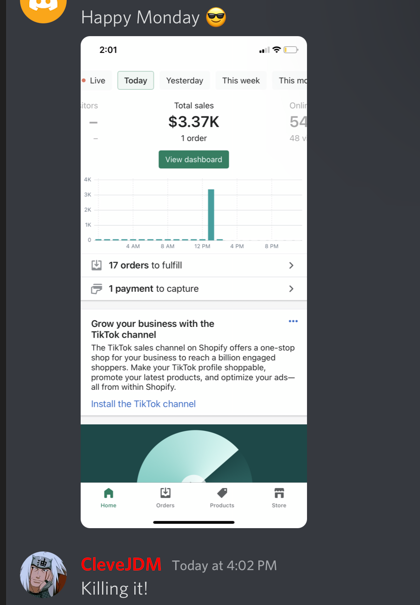 Happy Monday 😎
2:01
Live Today Yesterday This week This mo
itors Total sales Onlin
– $3.37K 54
– 1 order 48 v
View dashboard
4K
3K
2K
1K
0
4 AM 8 AM 12 PM 4 PM 8 PM
17 orders to fulfill
1 payment to capture
Grow your business with the
TikTok channel
The TikTok sales channel on Shopify offers a one-stop
shop for your business to reach a billion engaged
shoppers. Make your TikTok profile shoppable,
promote your latest products, and optimize your ads—
all from within Shopify.
Install the TikTok channel
Home Orders Products Store
CleveJDM Today at 4:02 PM
Killing it!